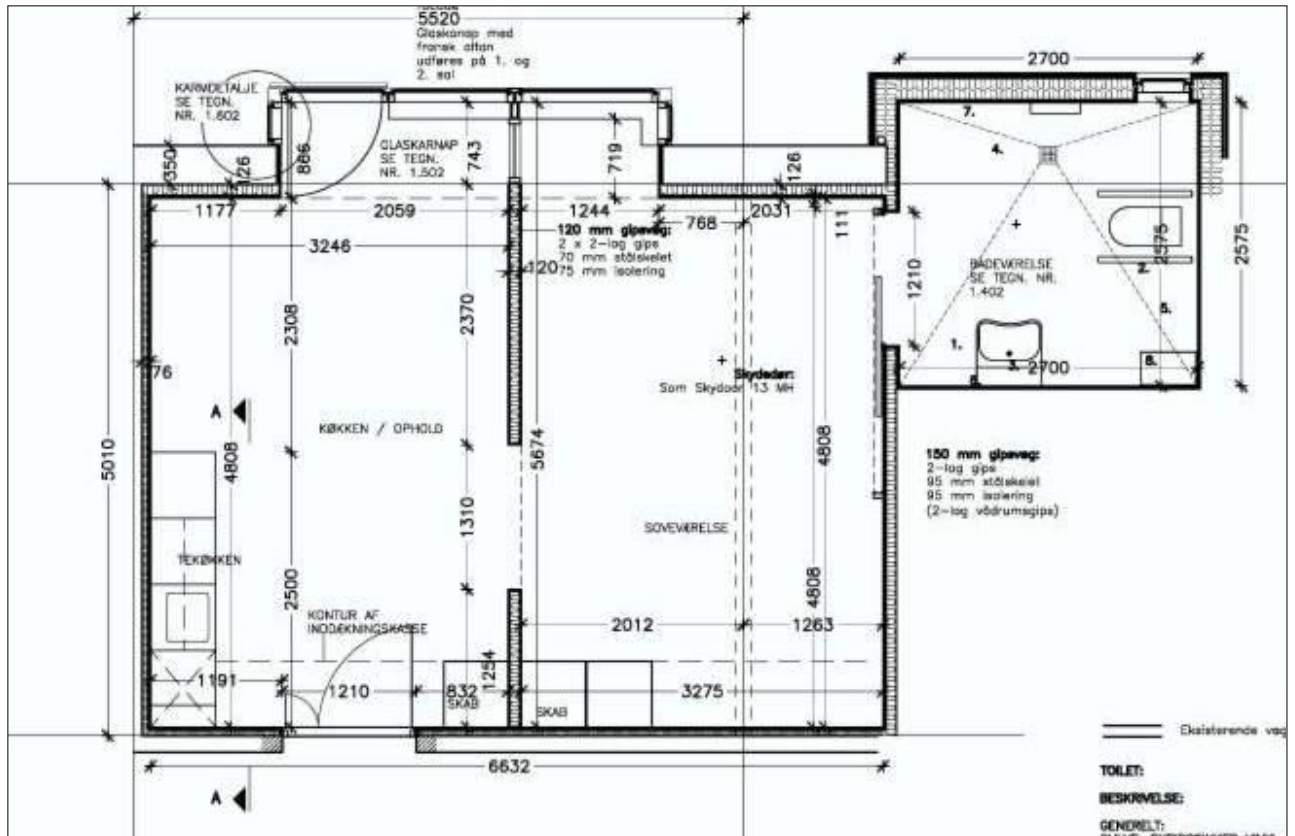 5520
Glaskarnap med
fransk altan
udføres på 1. og
2. sal
KARMDETALJE
SE TEGN.
NR. 1.602
GLASKARNAP
SE TEGN.
NR. 1.502
2700
350
126
886
743
719
126
7.
4.
1177
2059
1244
2031
768
111
3246
120 mm gipsvæg:
2 x 2-lag gips
70 mm stålskelet
75 mm isolering
120
2308
2370
1210
2575
2575
BADEVÆRELSE
SE TEGN. NR.
1.402
2.
5.
1.
3.
6.
8.
2700
76
Skydedør:
Som Skydedør 13 MH
A
KØKKEN / OPHOLD
5010
4808
5674
4808
150 mm gipsvæg:
2-lag gips
95 mm stålskelet
95 mm isolering
(2-lag vådrumsgips)
1310
SOVEVÆRELSE
TEKØKKEN
2500
4808
KONTUR AF
INDDÆKNINGSKASSE
2012
1263
1254
1191
1210
832
3275
SKAB
SKAB
6632
A
Eksisterende væg
TOILET:
BESKRIVELSE:
GENERELT: